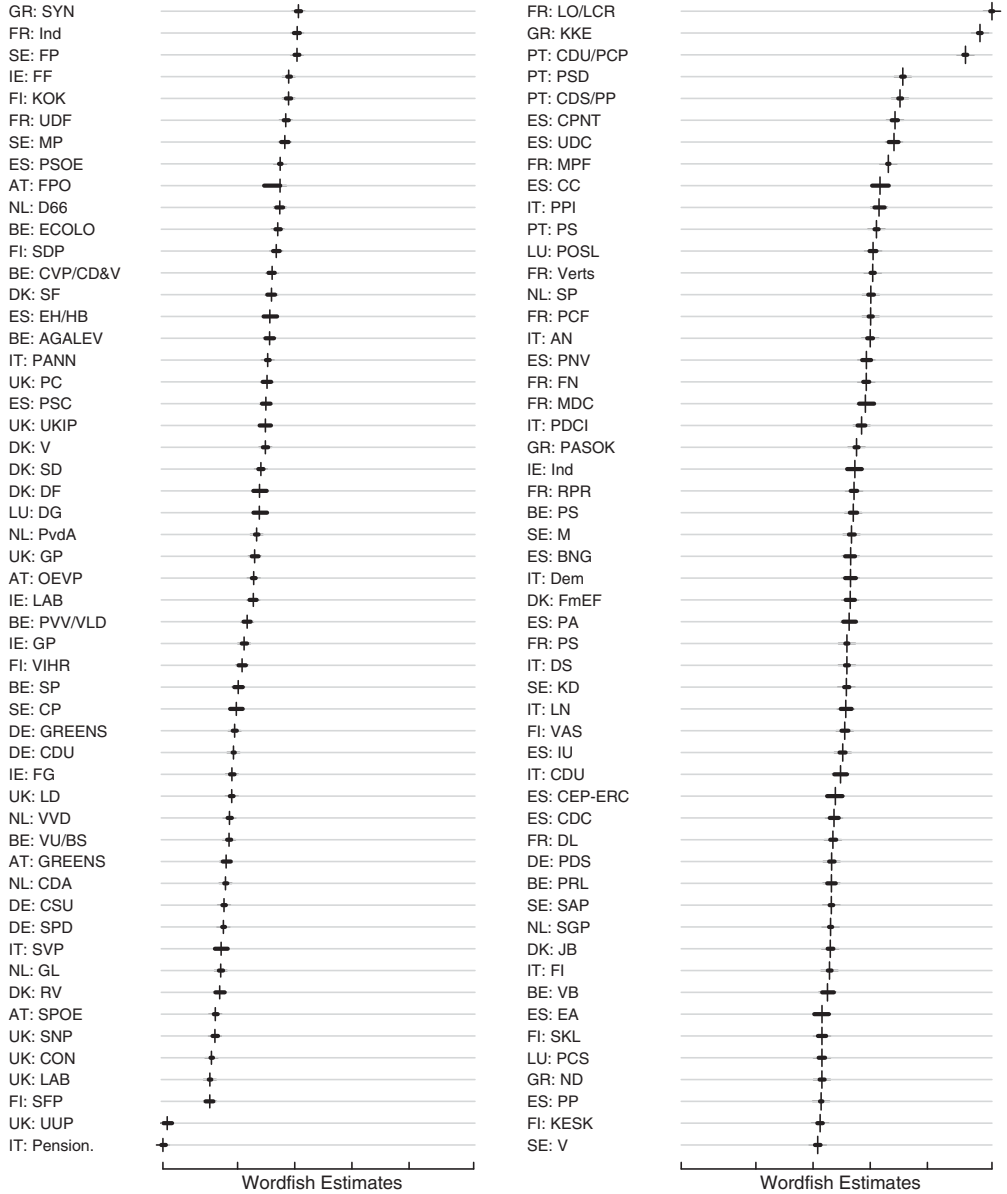 GR: SYN
FR: Ind
SE: FP
IE: FF
FI: KOK
FR: UDF
SE: MP
ES: PSOE
AT: FPO
NL: D66
BE: ECOLO
FI: SDP
BE: CVP/CD&V
DK: SF
ES: EH/HB
BE: AGALEV
IT: PANN
UK: PC
ES: PSC
UK: UKIP
DK: V
DK: SD
DK: DF
LU: DG
NL: PvdA
UK: GP
AT: OEVP
IE: LAB
BE: PVV/VLD
IE: GP
FI: VIHR
BE: SP
SE: CP
DE: GREENS
DE: CDU
IE: FG
UK: LD
NL: VVD
BE: VU/BS
AT: GREENS
NL: CDA
DE: CSU
DE: SPD
IT: SVP
NL: GL
DK: RV
AT: SPOE
UK: SNP
UK: CON
UK: LAB
FI: SFP
UK: UUP
IT: Pension.
Wordfish Estimates
FR: LO/LCR
GR: KKE
PT: CDU/PCP
PT: PSD
PT: CDS/PP
ES: CPNT
ES: UDC
FR: MPF
ES: CC
IT: PPI
PT: PS
LU: POSL
FR: Verts
NL: SP
FR: PCF
IT: AN
ES: PNV
FR: FN
FR: MDC
IT: PDCI
GR: PASOK
IE: Ind
FR: RPR
BE: PS
SE: M
ES: BNG
IT: Dem
DK: FmEF
ES: PA
FR: PS
IT: DS
SE: KD
IT: LN
FI: VAS
ES: IU
IT: CDU
ES: CEP-ERC
ES: CDC
FR: DL
DE: PDS
BE: PRL
SE: SAP
NL: SGP
DK: JB
IT: FI
BE: VB
ES: EA
FI: SKL
LU: PCS
GR: ND
ES: PP
FI: KESK
SE: V
Wordfish Estimates